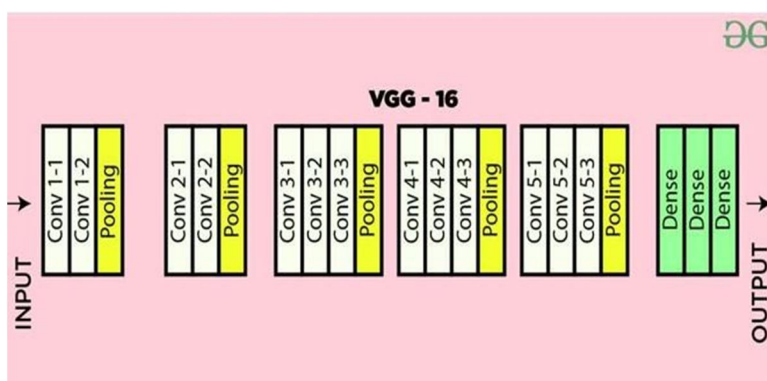 VGG - 16
INPUT
Conv 1-1
Conv 1-2
Pooling
Conv 2-1
Conv 2-2
Pooling
Conv 3-1
Conv 3-2
Conv 3-3
Pooling
Conv 4-1
Conv 4-2
Conv 4-3
Pooling
Conv 5-1
Conv 5-2
Conv 5-3
Pooling
Dense
Dense
Dense
OUTPUT